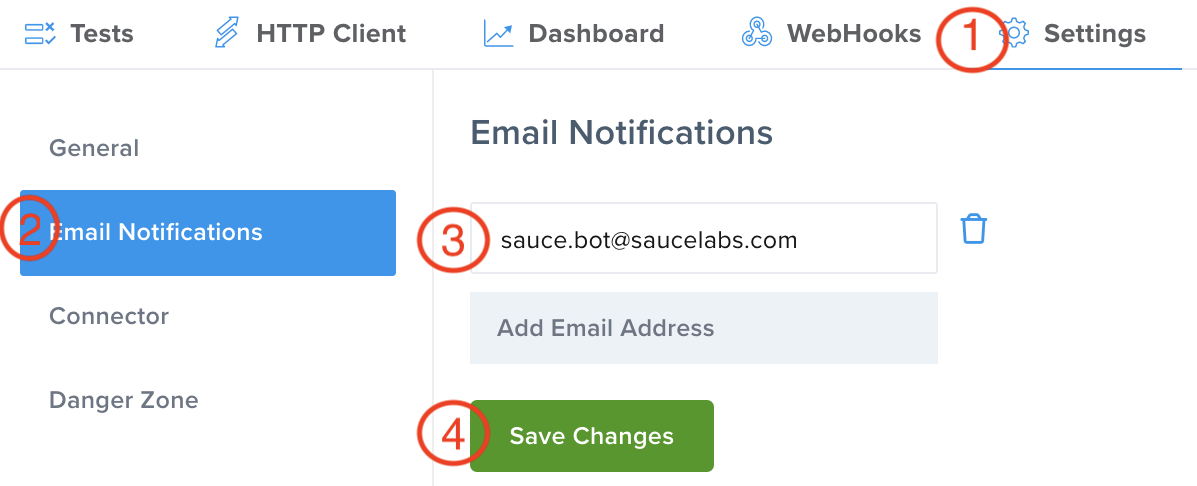 Tests HTTP Client Dashboard WebHooks 1 Settings
General
2 Email Notifications
Connector
Danger Zone
Email Notifications
3 sauce.bot@saucelabs.com
Add Email Address
4 Save Changes